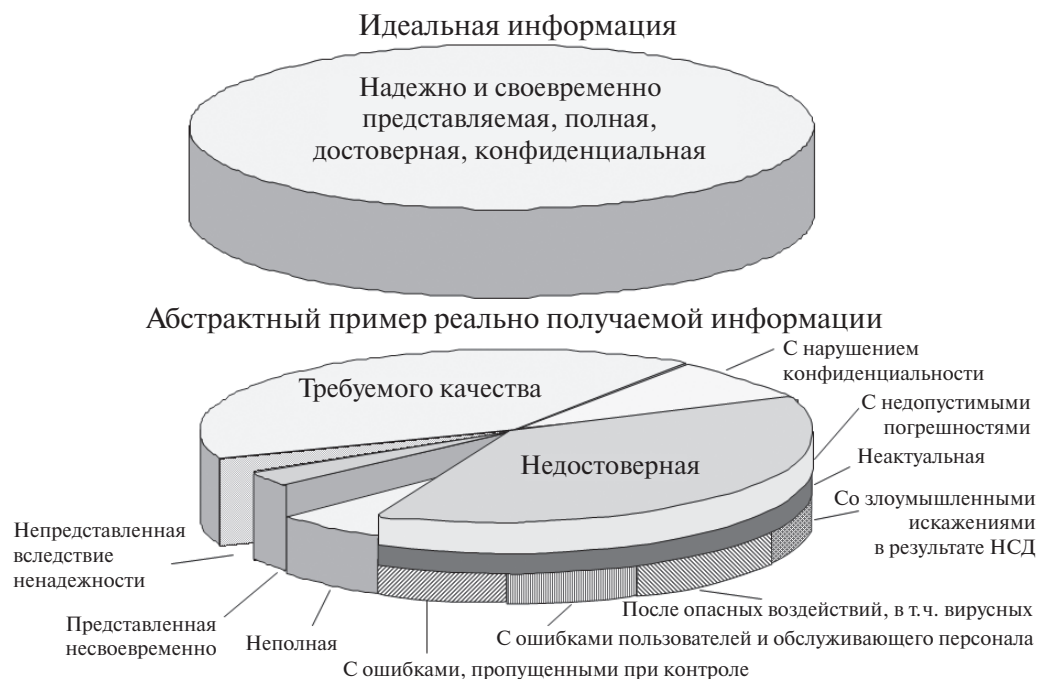 Идеальная информация
Надежно и своевременно
представляемая, полная,
достоверная, конфиденциальная
Абстрактный пример реально получаемой информации
Требуемого качества
С нарушением
конфиденциальности
С недопустимыми
погрешностями
Недостоверная
Неактуальная
Со злоумышленными
искажениями
в результате НСД
Непредставленная
вследствие
ненадежности
Представленная
несвоевременно
Неполная
После опасных воздействий, в т.ч. вирусных
С ошибками пользователей и обслуживающего персонала
С ошибками, пропущенными при контроле